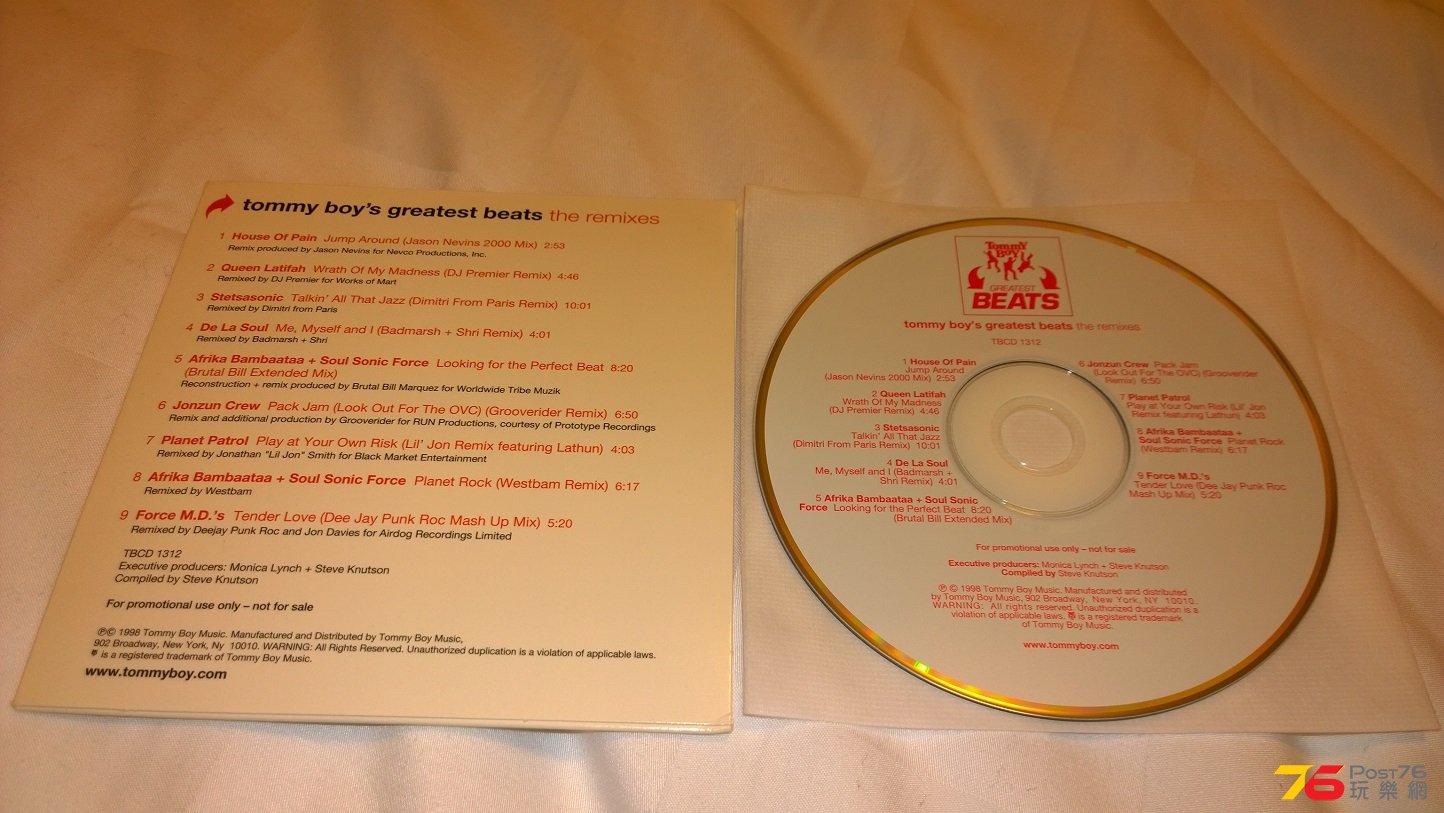 tommy boy's greatest beats the remixes
1 House Of Pain Jump Around (Jason Nevins 2000 Mix) 2:53
Remix produced by Jason Nevins for Nevco Productions, Inc.
2 Queen Latifah Wrath Of My Madness (DJ Premier Remix) 4:46
Remixed by DJ Premier for Works of Mart
3 Stetsasonic Talkin' All That Jazz (Dimitri From Paris Remix) 10:01
Remixed by Dimitri from Paris
4 De La Soul Me, Myself and I (Badmarsh + Shri Remix) 4:01
Remixed by Badmarsh + Shri
5 Afrika Bambaataa + Soul Sonic Force Looking for the Perfect Beat 8:20
(Brutal Bill Extended Mix)
Reconstruction + remix produced by Brutal Bill Marquez for Worldwide Tribe Muzik
6 Jonzun Crew Pack Jam (Look Out For The OVC) (Grooverider Remix) 6:50
Remix and additional production by Grooverider for RUN Productions, courtesy of Prototype Recordings
7 Planet Patrol Play at Your Own Risk (Lil' Jon Remix featuring Lathun) 4:03
Remixed by Jonathan "Lil Jon" Smith for Black Market Entertainment
8 Afrika Bambaataa + Soul Sonic Force Planet Rock (Westbam Remix) 6:17
Remixed by Westbam
9 Force M.D.'s Tender Love (Dee Jay Punk Roc Mash Up Mix) 5:20
Remixed by Deejay Punk Roc and Jon Davies for Airdog Recordings Limited
TBCD 1312
Executive producers: Monica Lynch + Steve Knutson
Compiled by Steve Knutson
For promotional use only – not for sale
℗© 1998 Tommy Boy Music. Manufactured and Distributed by Tommy Boy Music,
902 Broadway, New York, Ny 10010. WARNING: All Rights Reserved. Unauthorized duplication is a violation of applicable laws.
is a registered trademark of Tommy Boy Music.
www.tommyboy.com
Tommy
Boy
GREATEST
BEATS
tommy boy's greatest beats the remixes
TBCD 1312
1 House Of Pain
Jump Around
(Jason Nevins 2000 Mix) 2:53
2 Queen Latifah
Wrath Of My Madness
(DJ Premier Remix) 4:46
3 Stetsasonic
Talkin' All That Jazz
(Dimitri From Paris Remix) 10:01
4 De La Soul
Me, Myself and I (Badmarsh +
Shri Remix) 4:01
5 Afrika Bambaataa + Soul Sonic
Force Looking for the Perfect Beat 8:20
(Brutal Bill Extended Mix)
6 Jonzun Crew Pack Jam
(Look Out For The OVC) (Grooverider
Remix) 6:50
7 Planet Patrol
Play at Your Own Risk (Lil' Jon
Remix featuring Lathun) 4:03
8 Afrika Bambaataa +
Soul Sonic Force Planet Rock
(Westbam Remix) 6:17
9 Force M.D.'s
Tender Love (Dee Jay Punk Roc
Mash Up Mix) 5:20
For promotional use only – not for sale
Executive producers: Monica Lynch + Steve Knutson
Compiled by Steve Knutson
℗ © 1998 Tommy Boy Music. Manufactured and distributed
by Tommy Boy Music, 902 Broadway, New York, NY 10010.
WARNING: All rights reserved. Unauthorized duplication is a
violation of applicable laws. is a registered trademark
of Tommy Boy Music.
www.tommyboy.com
76 Post76
玩樂網